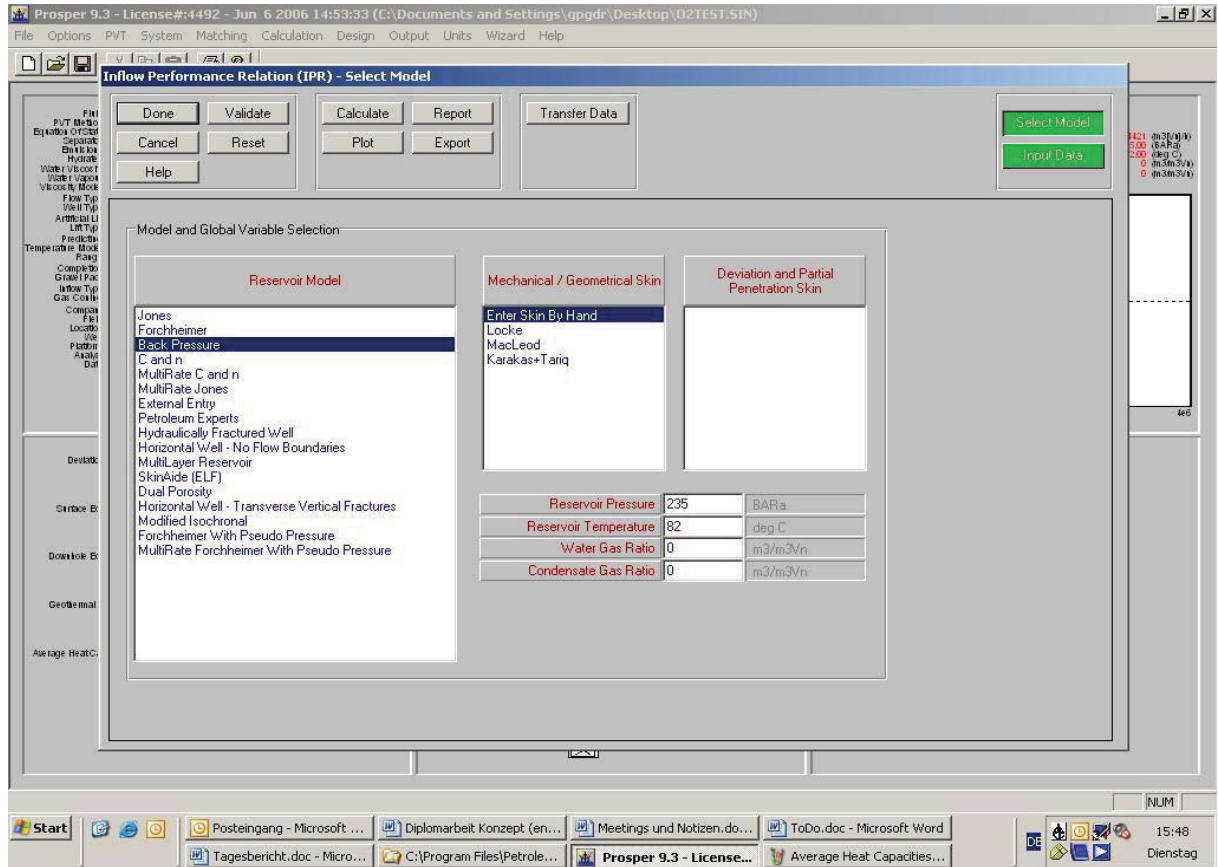 Prosper 9.3 - License#:4492 - Jun 6 2006 14:53:33 (C:\Documents and Settings\gpgdr\Desktop\O2TEST.SIN)
File Options PVT System Matching Calculation Design Output Units Wizard Help
Inflow Performance Relation (IPR) - Select Model
Done Validate Calculate Report Transfer Data Select Model
Cancel Reset Plot Export Input Data
Help
Model and Global Variable Selection
Reservoir Model
Jones
Forchheimer
Back Pressure
C and n
MultiRate C and n
MultiRate Jones
External Entry
Petroleum Experts
Hydraulically Fractured Well
Horizontal Well - No Flow Boundaries
MultiLayer Reservoir
SkinAide (ELF)
Dual Porosity
Horizontal Well - Transverse Vertical Fractures
Modified Isochronal
Forchheimer With Pseudo Pressure
MultiRate Forchheimer With Pseudo Pressure
Mechanical / Geometrical Skin
Enter Skin By Hand
Locke
MacLeod
Karakas+Tariq
Deviation and Partial
Penetration Skin
Reservoir Pressure 235 BARa
Reservoir Temperature 82 deg C
Water Gas Ratio 0 m3/m3Vn
Condensate Gas Ratio 0 m3/m3Vn
4e6
NUM
Start Posteingang - Microsoft ... Diplomarbeit Konzept (en... Meetings und Notizen.do... ToDo.doc - Microsoft Word DE 15:48
Tagesbericht.doc - Micro... C:\Program Files\Petrole... Prosper 9.3 - License... Average Heat Capacities... Dienstag